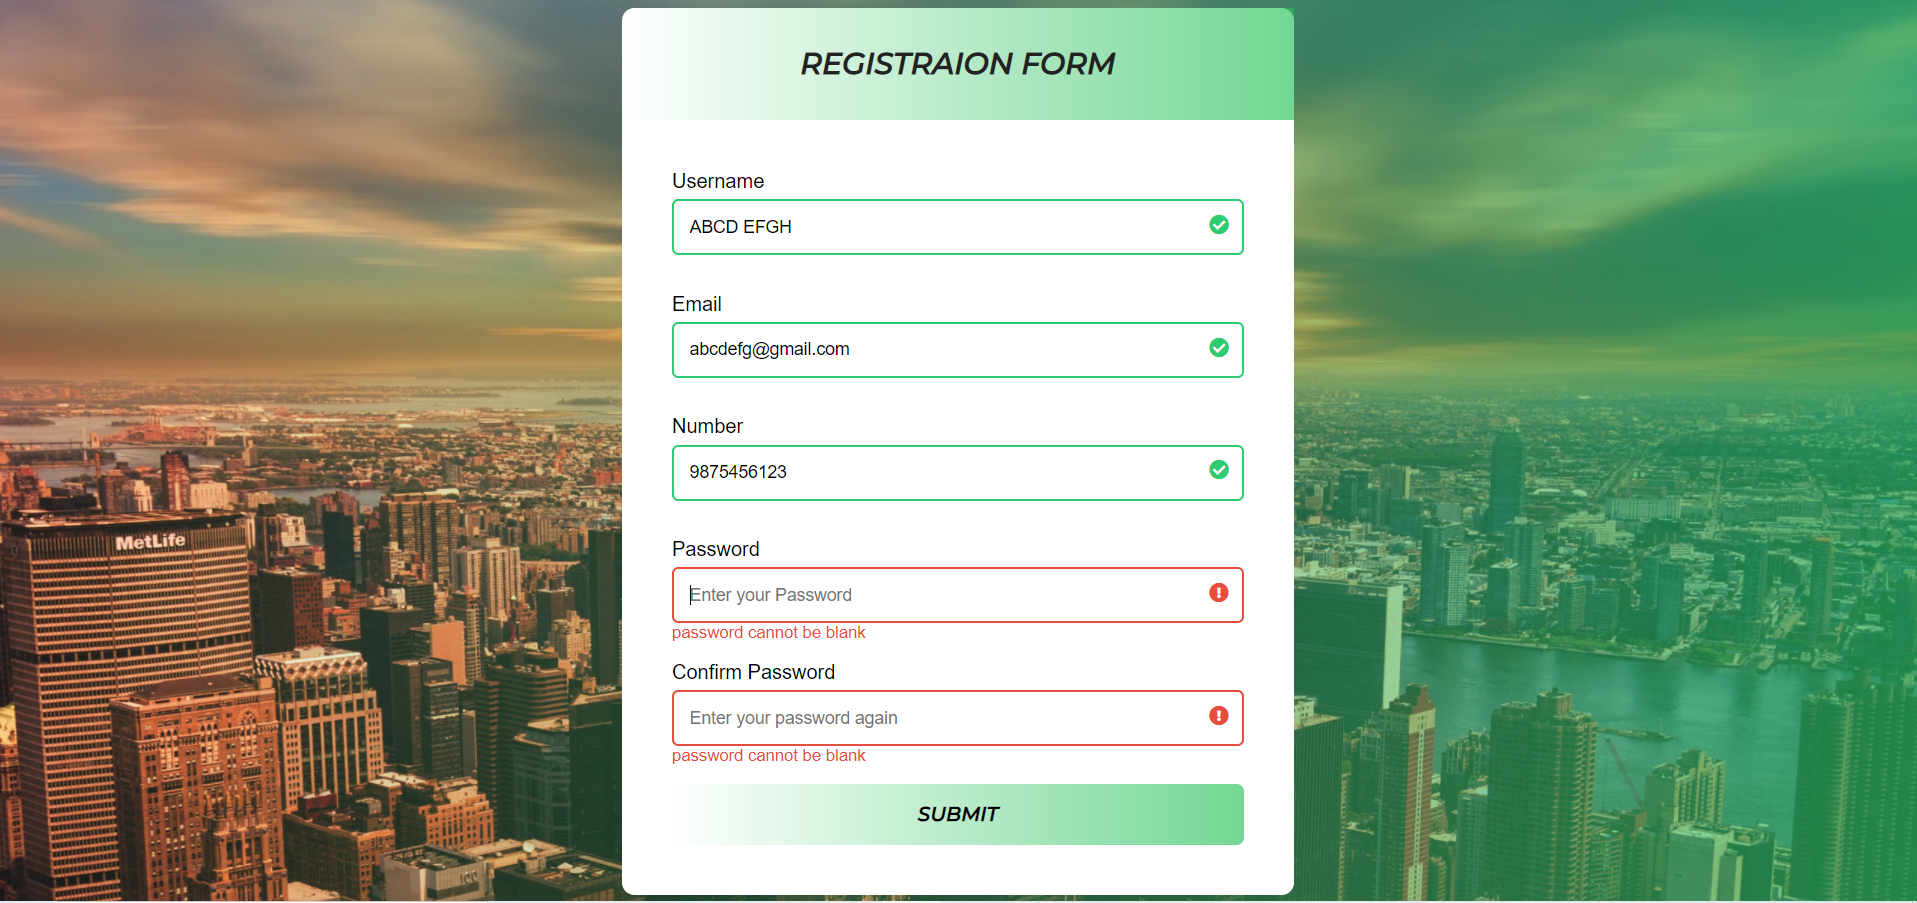 REGISTRAION FORM
Username
ABCD EFGH
Email
abcdefg@gmail.com
Number
9875456123
Password
Enter your Password
password cannot be blank
Confirm Password
Enter your password again
password cannot be blank
SUBMIT
MetLife